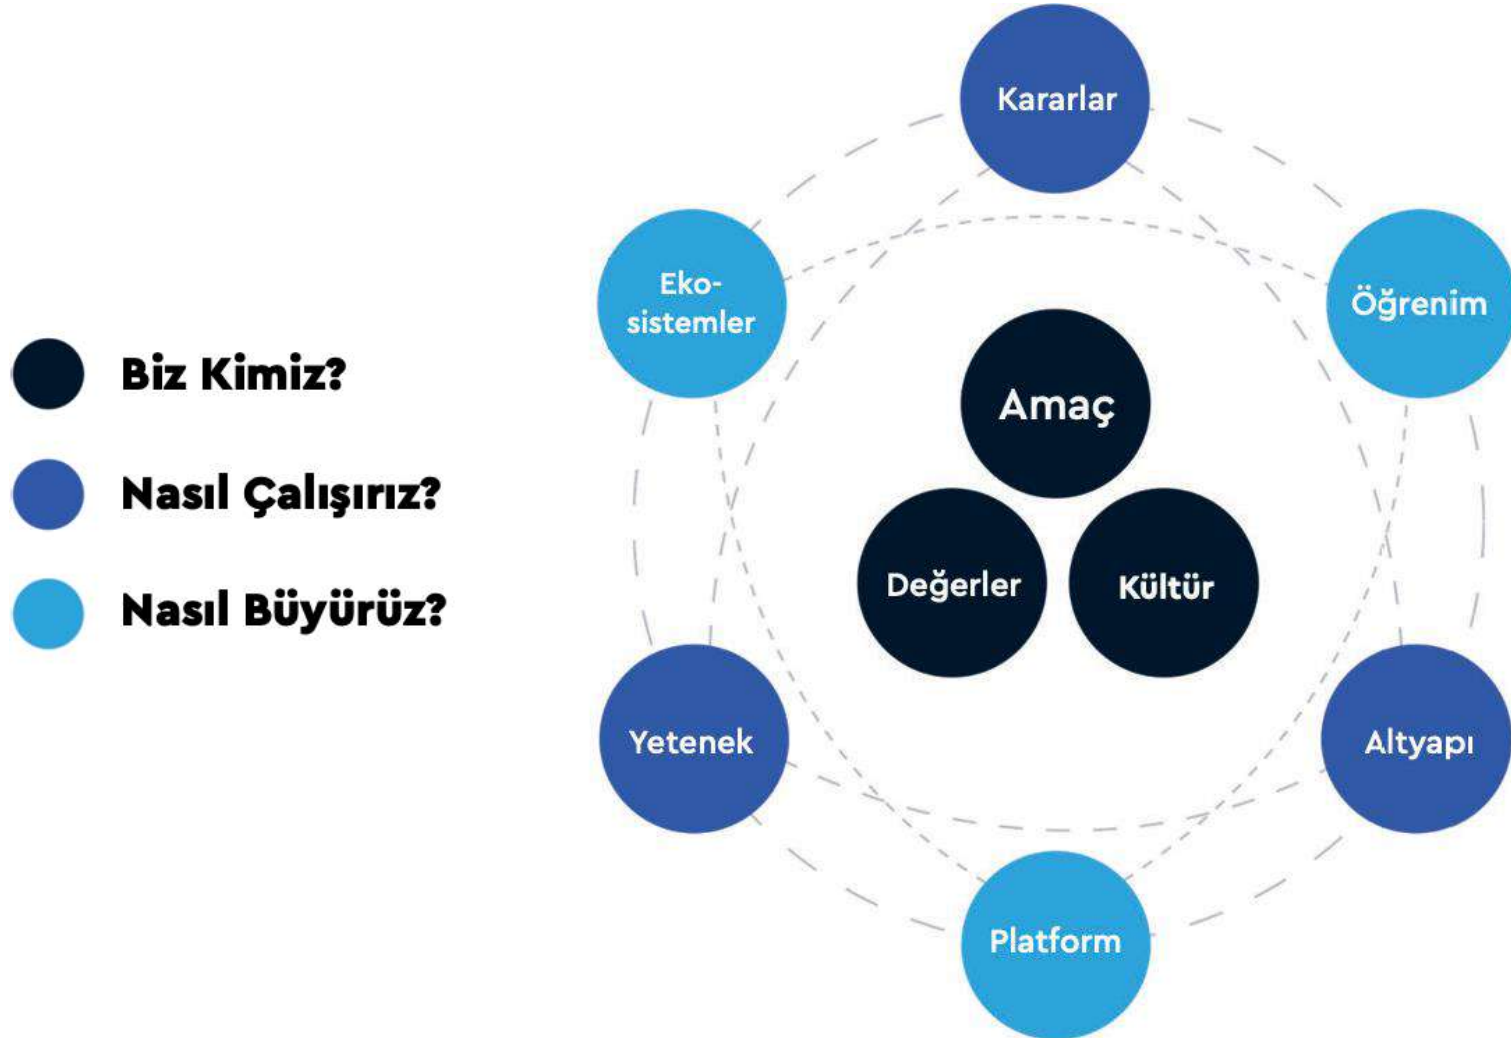 Biz Kimiz?
Nasıl Çalışırız?
Nasıl Büyürüz?
Kararlar
Eko-
sistemler
Öğrenim
Amaç
Değerler
Kültür
Yetenek
Altyapı
Platform